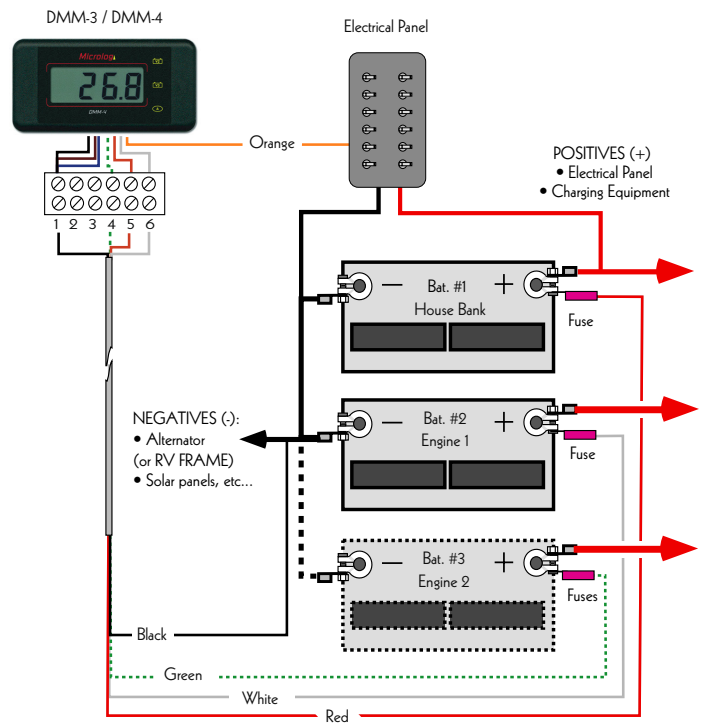 DMM-3 / DMM-4
Electrical Panel
Microlog
26.8
DMM-4
Orange
POSITIVES (+)
• Electrical Panel
• Charging Equipment
1 2 3 4 5 6
− Bat. #1 +
House Bank
Fuse
NEGATIVES (-):
• Alternator
(or RV FRAME)
• Solar panels, etc...
− Bat. #2 +
Engine 1
Fuse
− Bat. #3 +
Engine 2
Fuses
Black
Green
White
Red